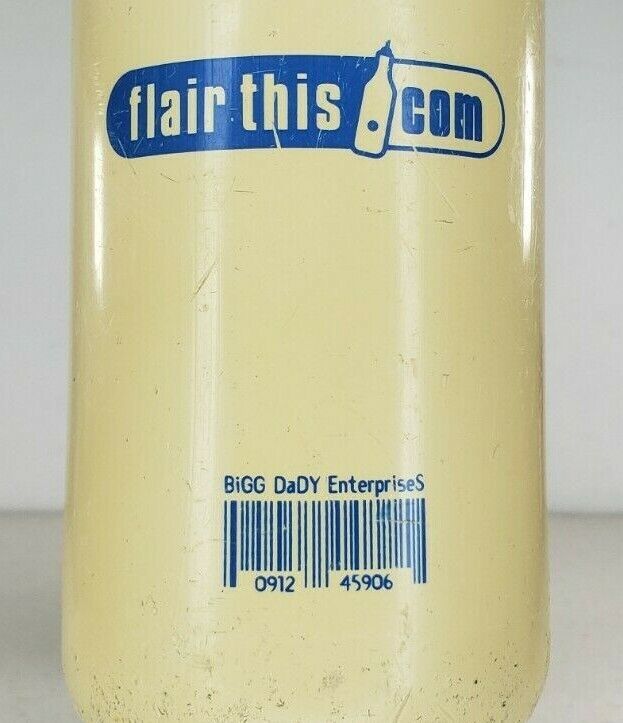 flair this com
BiGG DaDY EnterpriseS
0912 45906